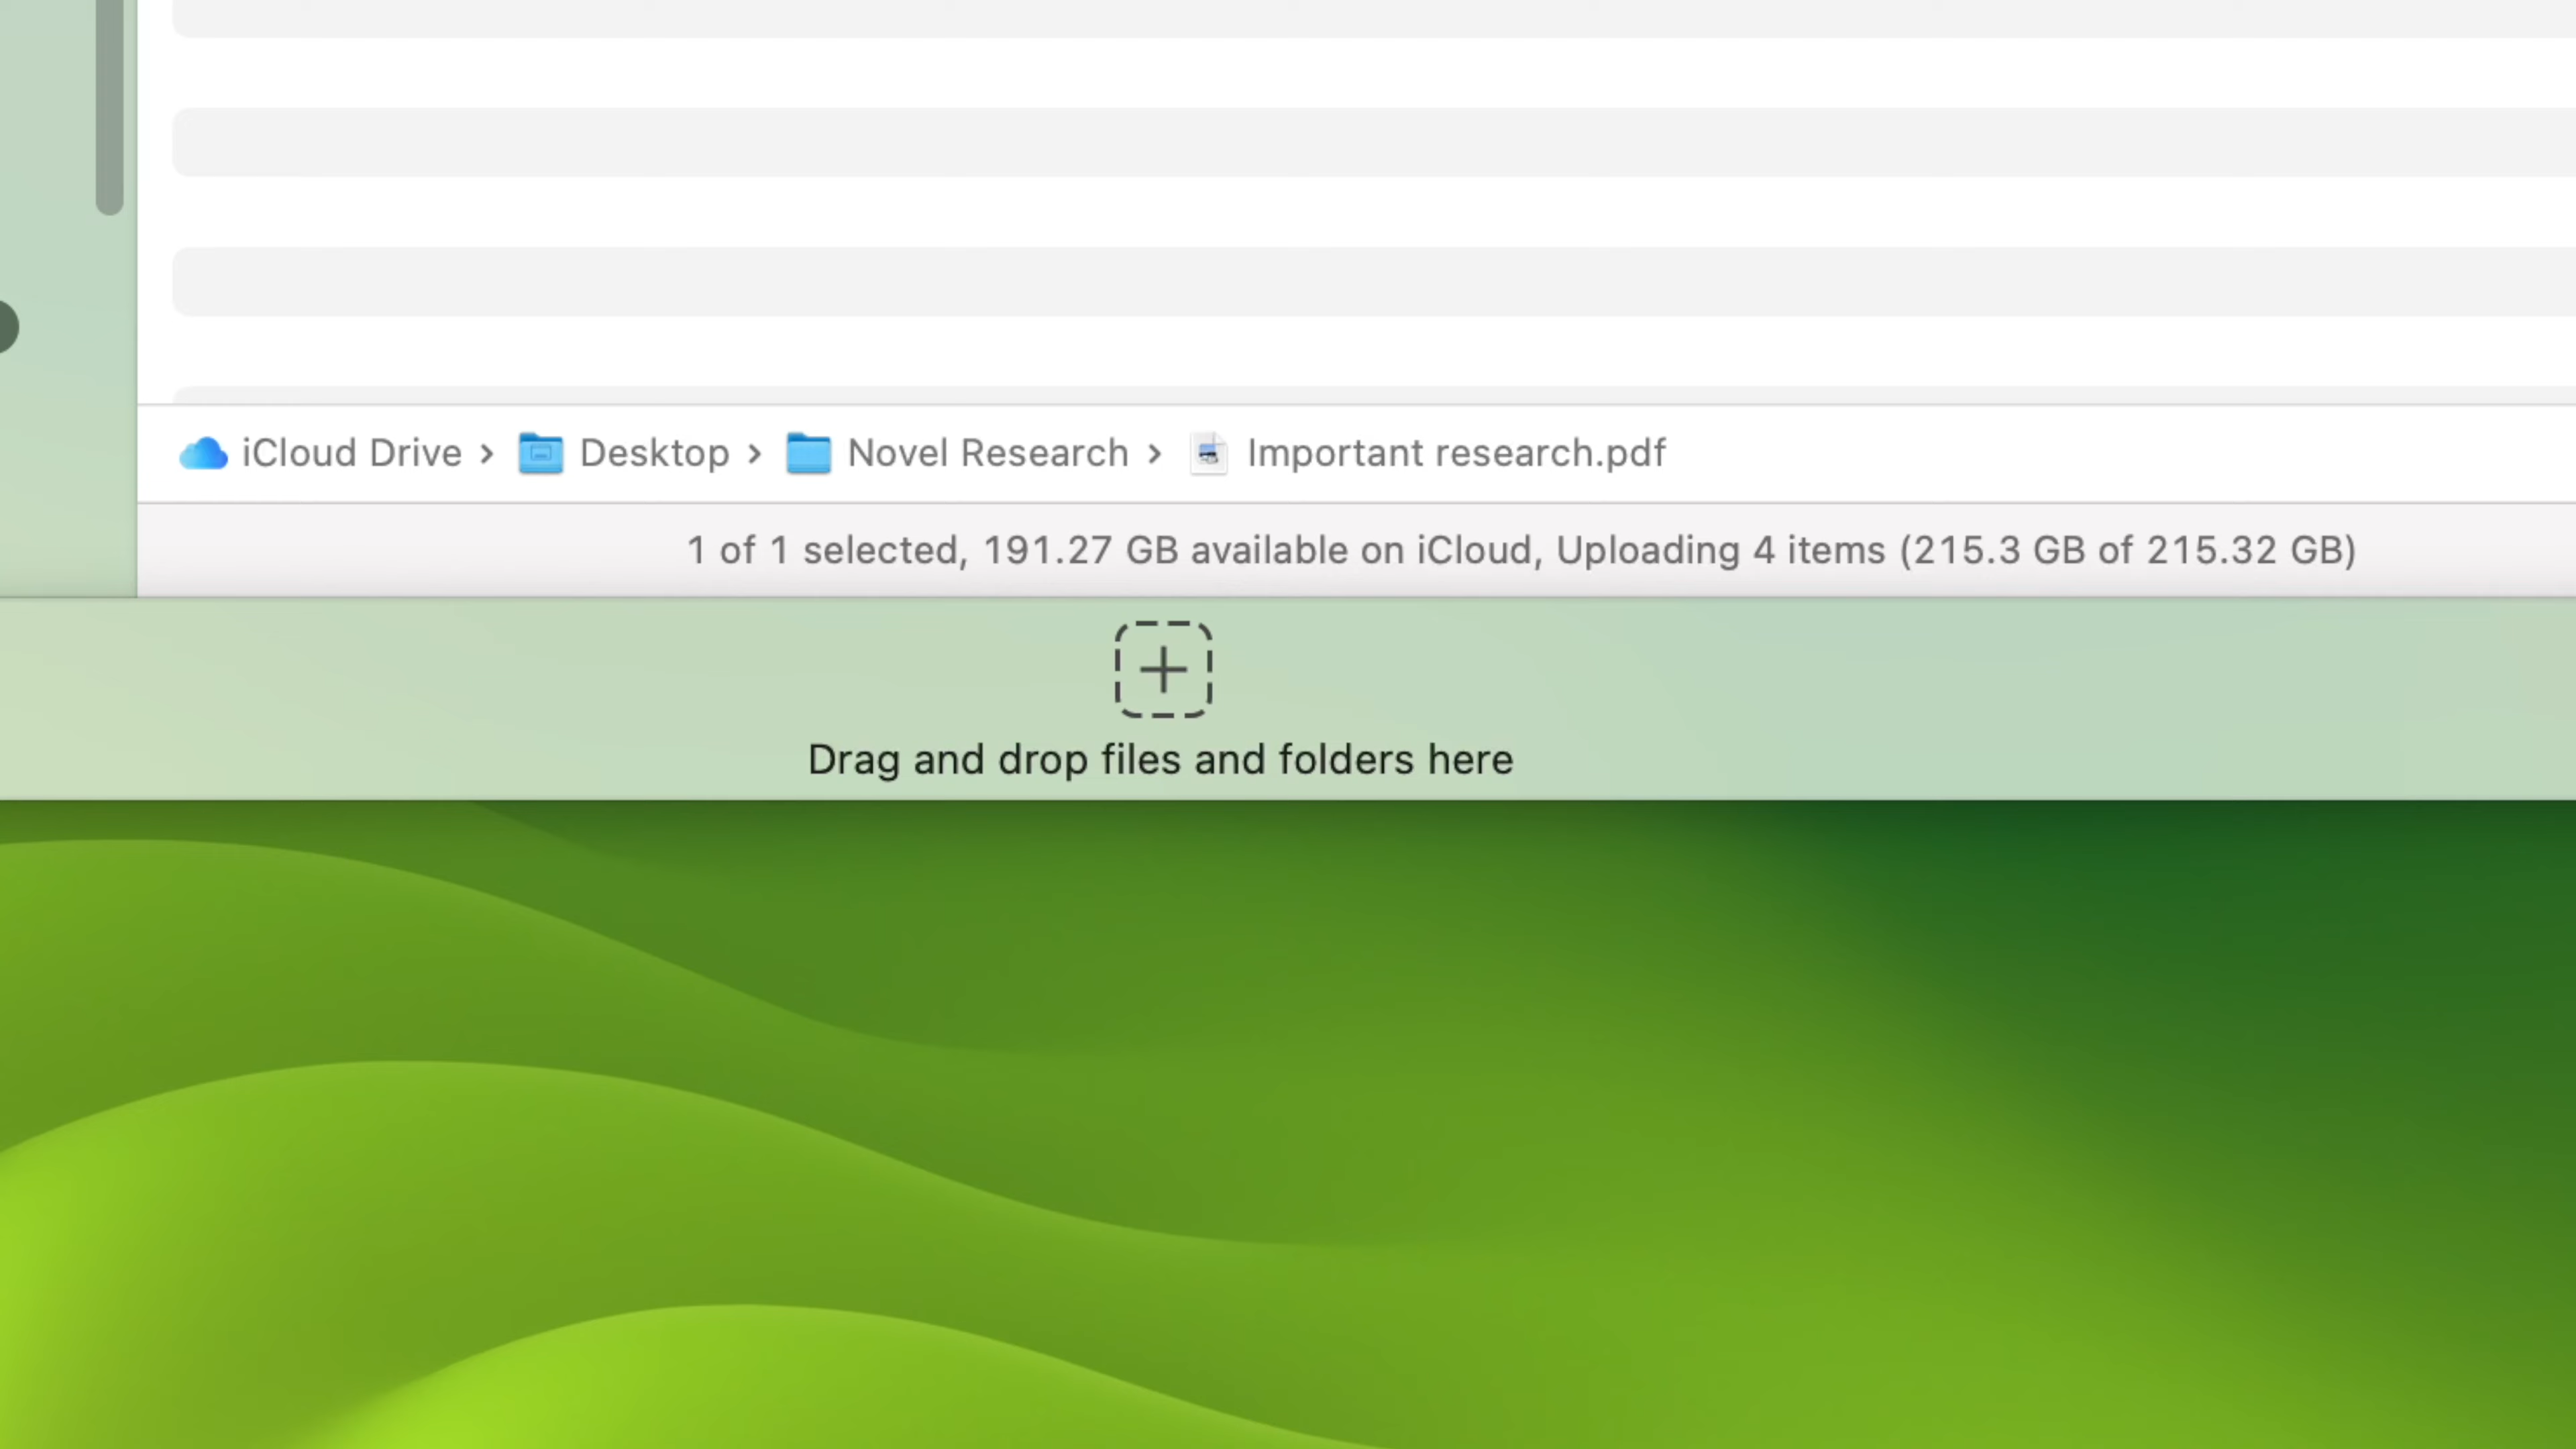 iCloud Drive › Desktop › Novel Research › Important research.pdf
1 of 1 selected, 191.27 GB available on iCloud, Uploading 4 items (215.3 GB of 215.32 GB)
Drag and drop files and folders here